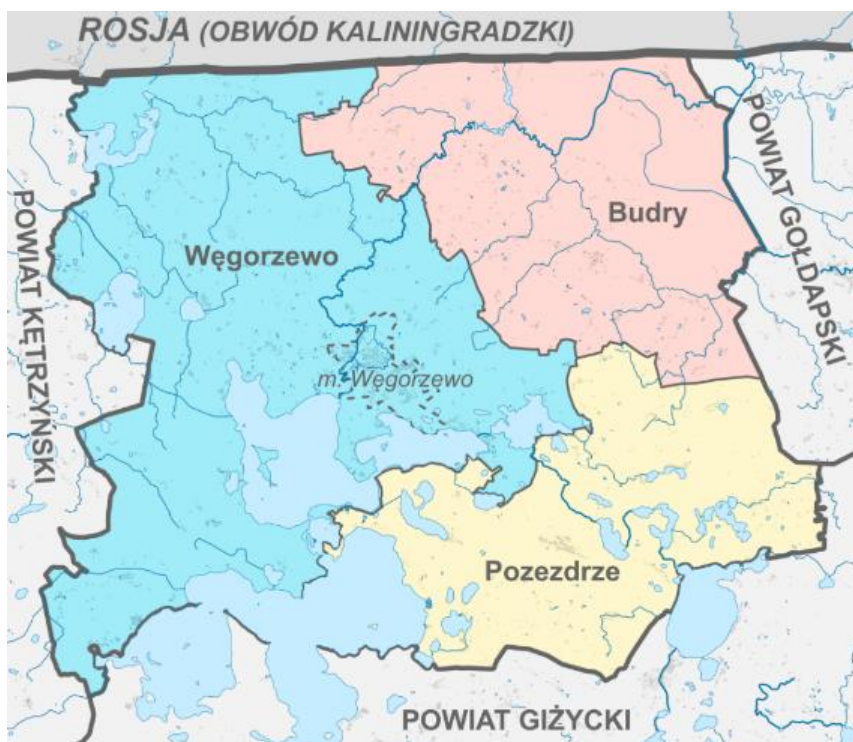 ROSJA (OBWÓD KALININGRADZKI)
POWIAT GOŁDAPSKI
POWIAT KĘTRZYŃSKI
Budry
Węgorzewo
m. Węgorzewo
Pozezdrze
POWIAT GIŻYCKI